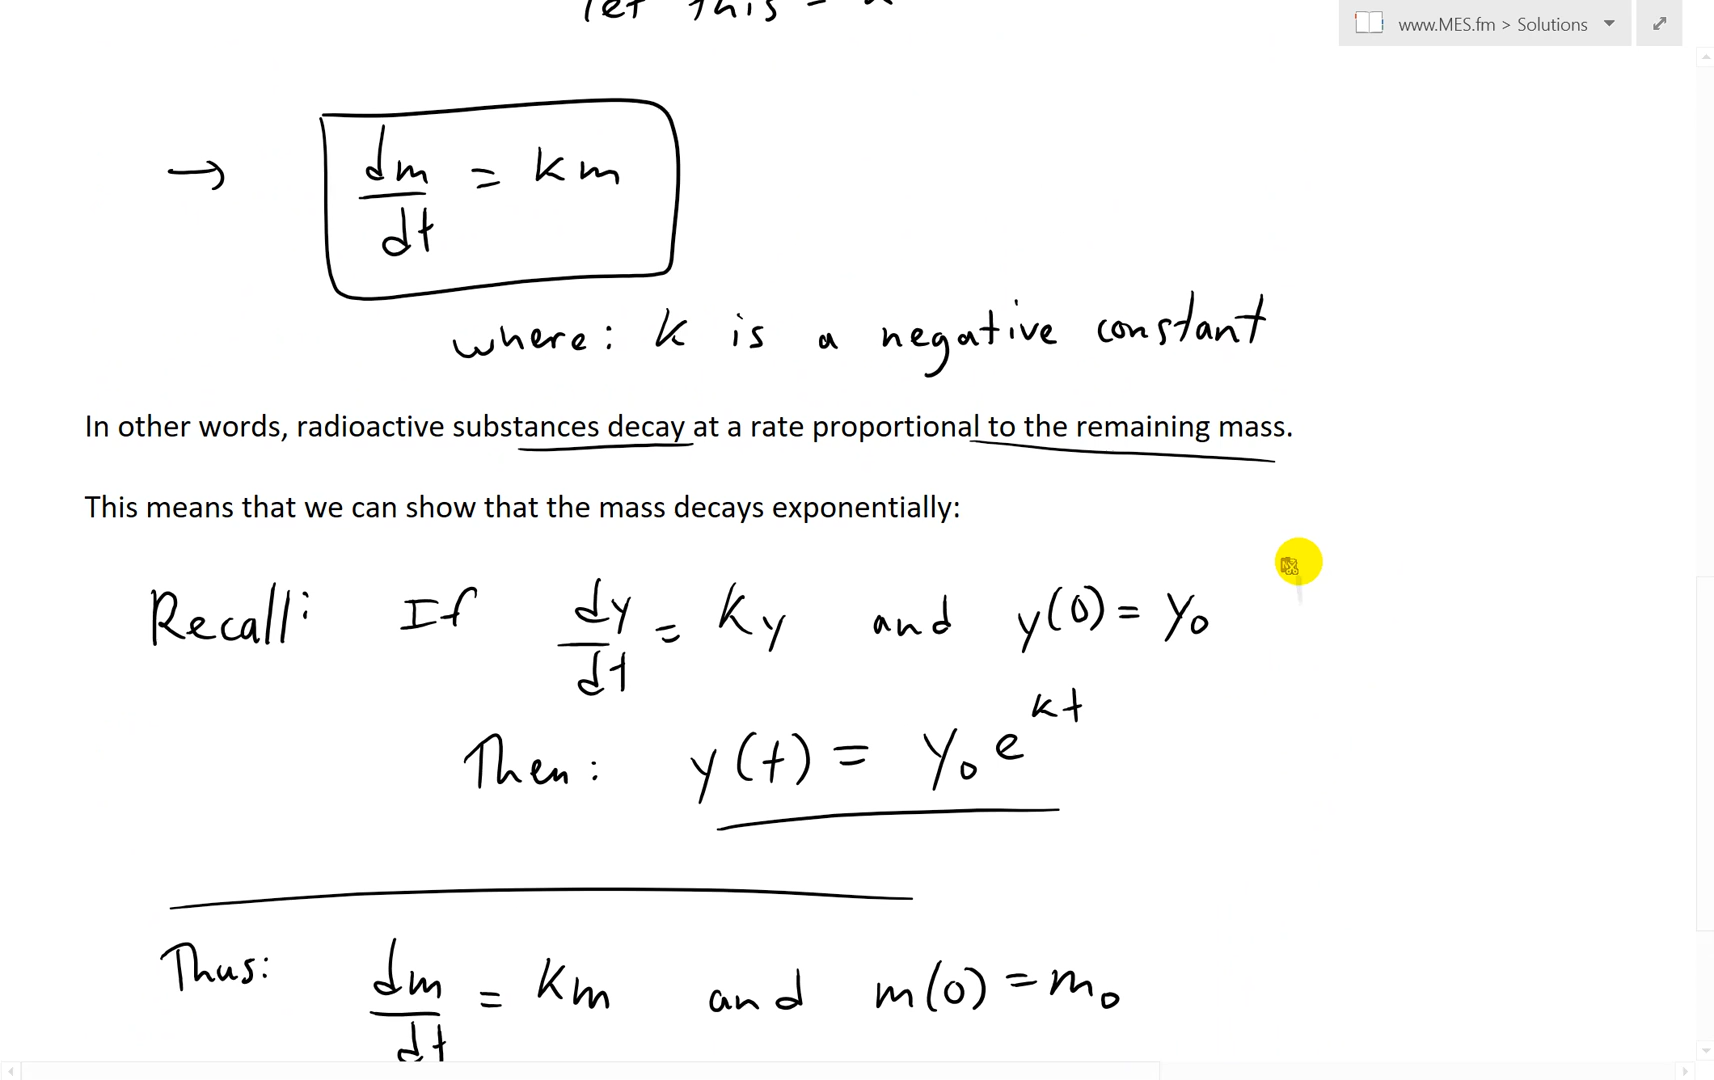 let this = k
www.MES.fm > Solutions
→ dm/dt = km
where: k is a negative constant
In other words, radioactive substances decay at a rate proportional to the remaining mass.
This means that we can show that the mass decays exponentially:
Recall: If dy/dt = ky and y(0) = y₀
Then: y(t) = y₀ e^kt
Thus: dm/dt = km and m(0) = m₀